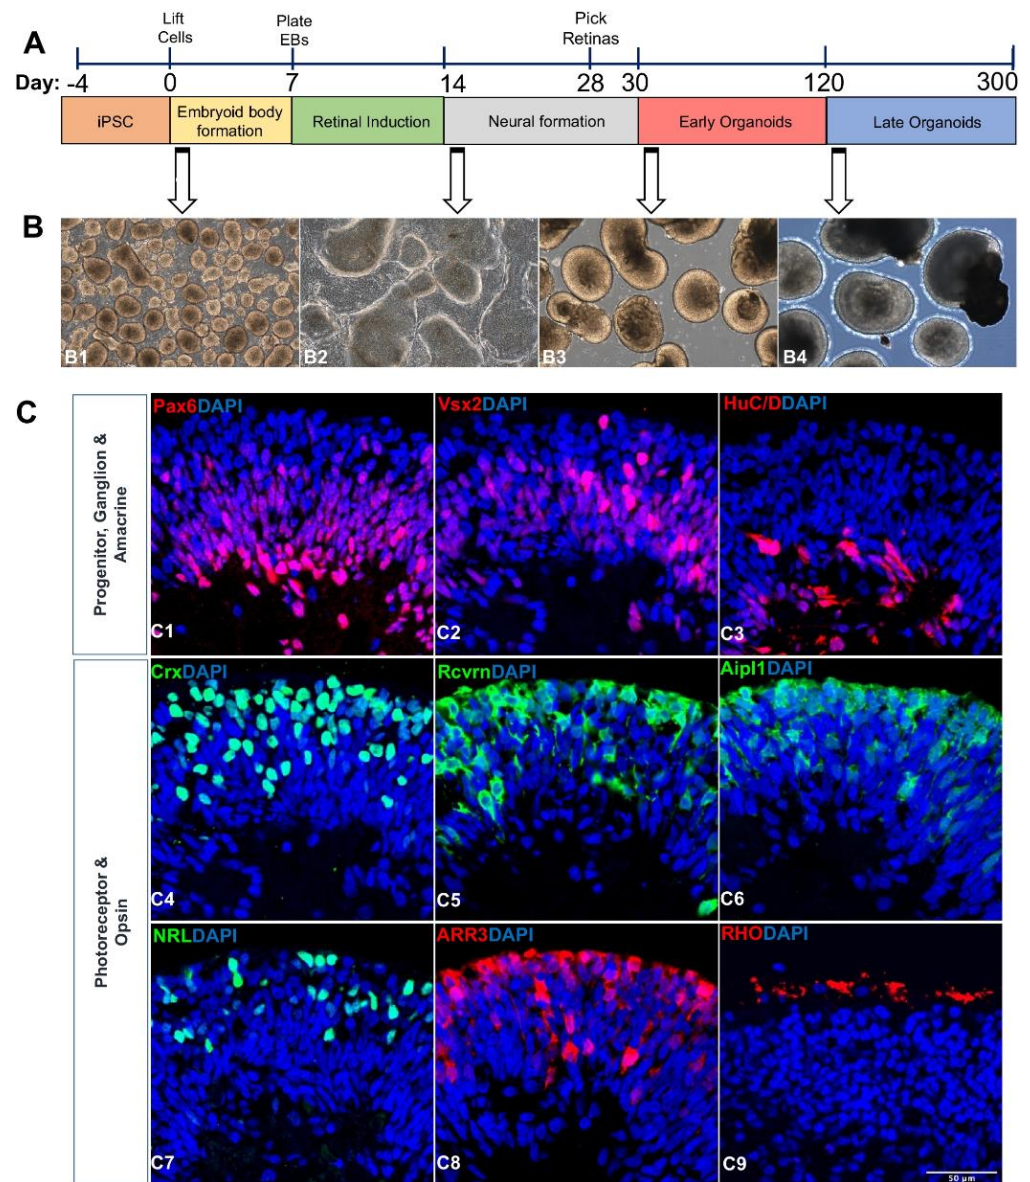 Lift
Cells
Plate
EBs
Pick
Retinas
A
Day: -4 0 7 14 28 30 120 300
iPSC
Embryoid body
formation
Retinal Induction
Neural formation
Early Organoids
Late Organoids
B
B1
B2
B3
B4
C
Progenitor, Ganglion &
Amacrine
Pax6DAPI
C1
Vsx2DAPI
C2
HuC/DDAPI
C3
Photoreceptor &
Opsin
CrxDAPI
C4
RcvrnDAPI
C5
Aipl1DAPI
C6
NRLDAPI
C7
ARR3DAPI
C8
RHODAPI
C9
50 µm